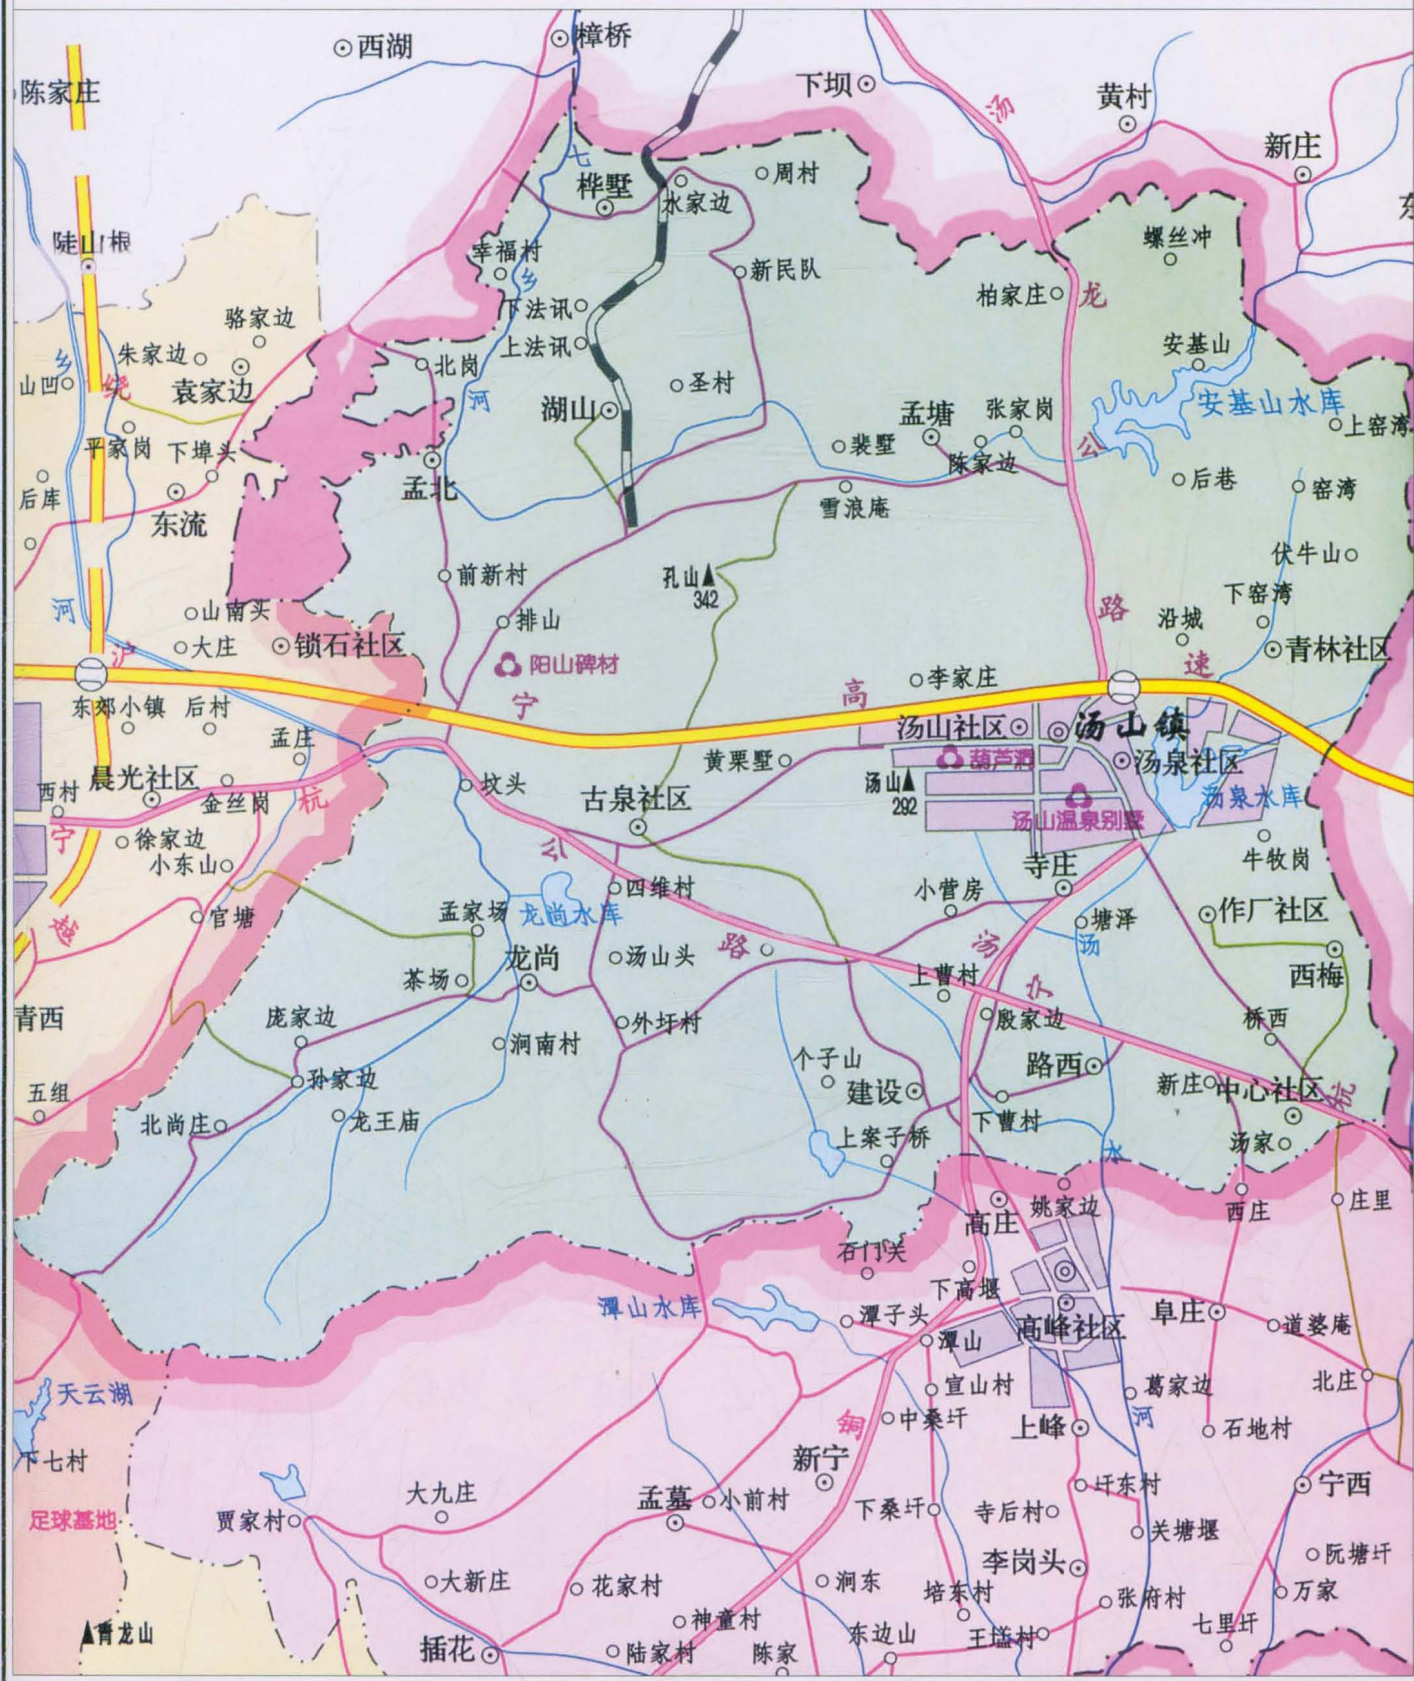 西湖
樟桥
下坝
陈家庄
黄村
新庄
汤
七
桦墅
周村
水家边
陡山根
螺丝冲
幸福村
乡
新民队
柏家庄
龙
下法讯
骆家边
上法讯
朱家边
安基山
北岗
山凹
乡
绕
袁家边
河
圣村
湖山
安基山水库
孟塘
张家岗
上窑湾
平家岗
下埠头
裴墅
公
陈家边
孟北
后库
后巷
窑湾
雪浪庵
东流
伏牛山
孔山
342
前新村
下窑湾
河
山南头
排山
路
沿城
沪
大庄
锁石社区
青林社区
阳山碑材
速
李家庄
宁
高
东郊小镇
后村
汤山社区
汤山镇
孟庄
黄栗墅
葫芦洞
汤泉社区
晨光社区
坟头
汤山
292
西村
金丝岗
杭
古泉社区
汤泉水库
汤山温泉别墅
宁
徐家边
公
牛牧岗
小东山
寺庄
四维村
小营房
官塘
孟家场
龙尚水库
作厂社区
塘泽
越
路
汤
汤
龙尚
汤山头
茶场
上曹村
西梅
宁
青西
庞家边
外圩村
殷家边
桥西
涧南村
个子山
路西
孙家边
建设
新庄
中心社区
杭
五组
龙王庙
北尚庄
下曹村
上案子桥
汤家
水
姚家边
庄里
高庄
西庄
石门关
下高堰
潭山水库
潭子头
阜庄
高峰社区
道婆庵
潭山
天云湖
宣山村
葛家边
北庄
铜
中桑圩
河
上峰
石地村
下七村
新宁
大九庄
圩东村
宁西
孟墓
小前村
足球基地
贾家村
下桑圩
寺后村
关塘堰
阮塘圩
李岗头
大新庄
花家村
涧东
培东村
张府村
万家
神童村
七里圩
青龙山
东边山
王塭村
插花
陆家村
陈家